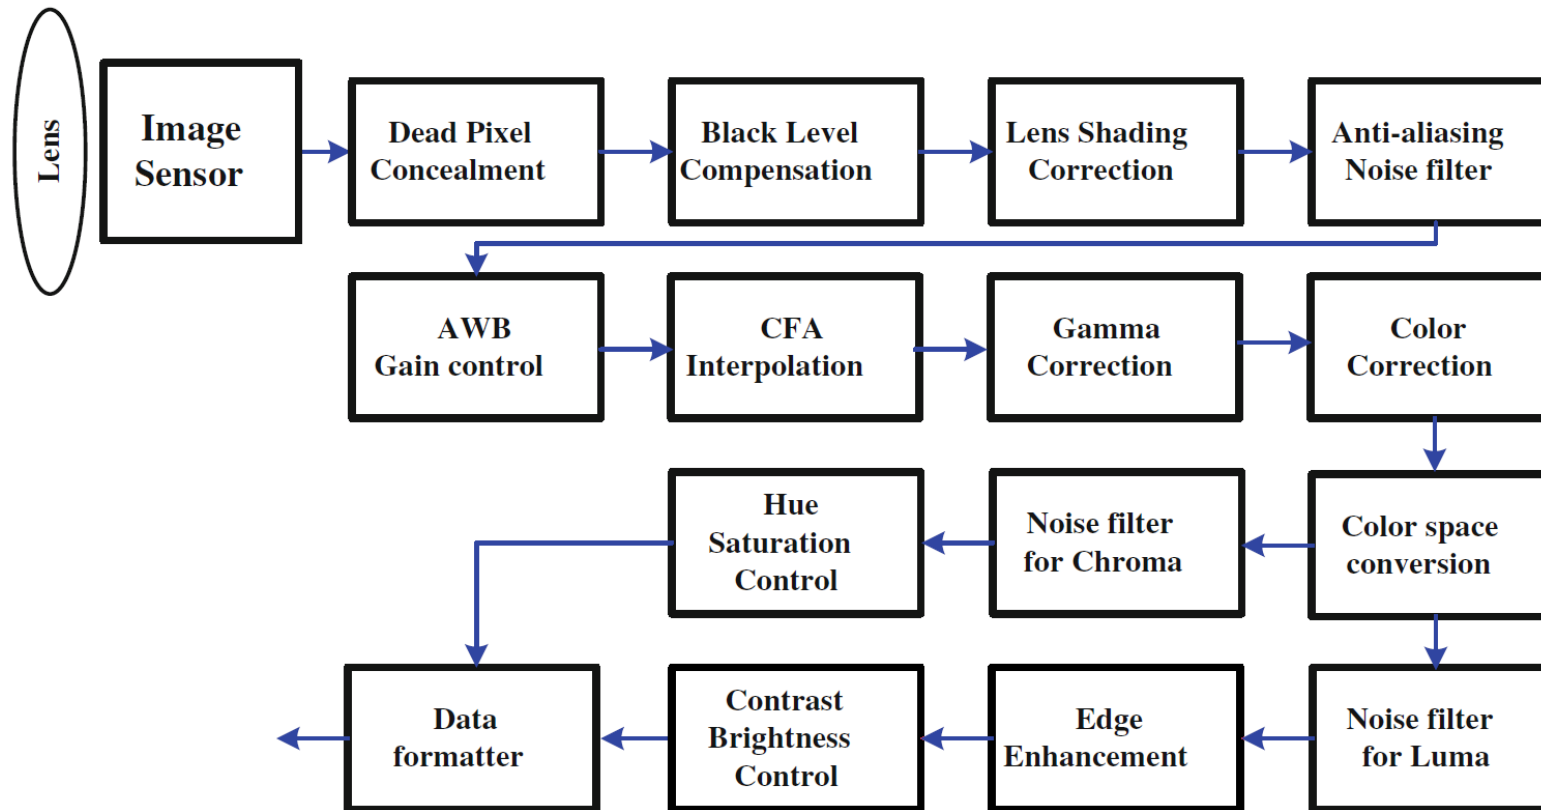 Lens
Image
Sensor
Dead Pixel
Concealment
Black Level
Compensation
Lens Shading
Correction
Anti-aliasing
Noise filter
AWB
Gain control
CFA
Interpolation
Gamma
Correction
Color
Correction
Hue
Saturation
Control
Noise filter
for Chroma
Color space
conversion
Data
formatter
Contrast
Brightness
Control
Edge
Enhancement
Noise filter
for Luma